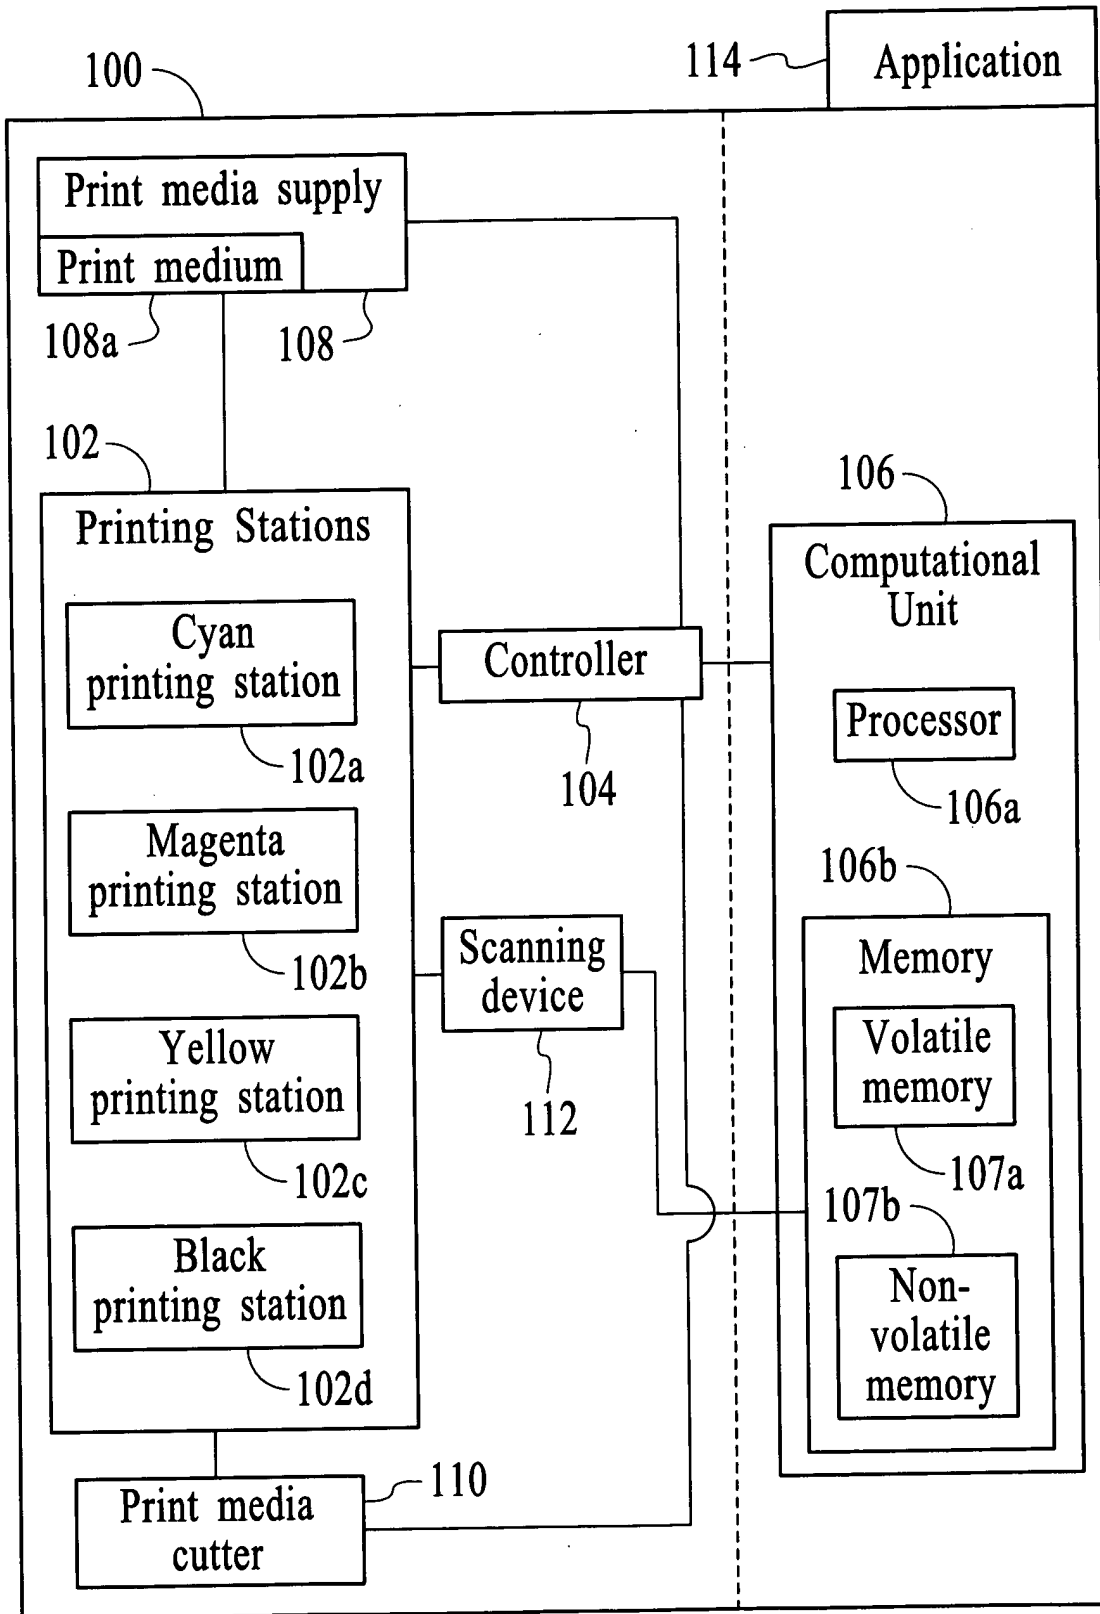 114
Application
100
Print media supply
Print medium
108a
108
102
Printing Stations
Cyan
printing station
102a
Magenta
printing station
102b
Yellow
printing station
102c
Black
printing station
102d
Controller
104
Scanning
device
112
Print media
cutter
110
106
Computational
Unit
Processor
106a
106b
Memory
Volatile
memory
107a
107b
Non-
volatile
memory